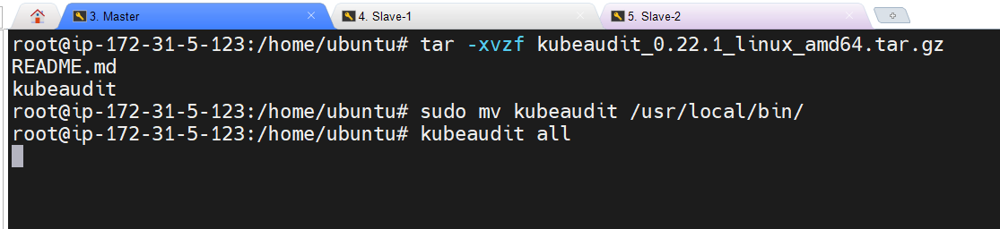 3. Master
4. Slave-1
5. Slave-2
root@ip-172-31-5-123:/home/ubuntu# tar -xvzf kubeaudit_0.22.1_linux_amd64.tar.gz
README.md
kubeaudit
root@ip-172-31-5-123:/home/ubuntu# sudo mv kubeaudit /usr/local/bin/
root@ip-172-31-5-123:/home/ubuntu# kubeaudit all